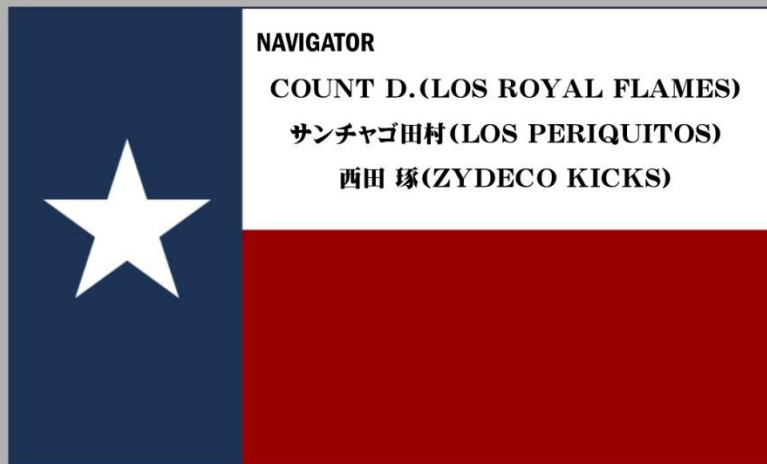 NAVIGATOR
COUNT D.(LOS ROYAL FLAMES)
サンチャゴ田村(LOS PERIQUITOS)
西田 琢(ZYDECO KICKS)